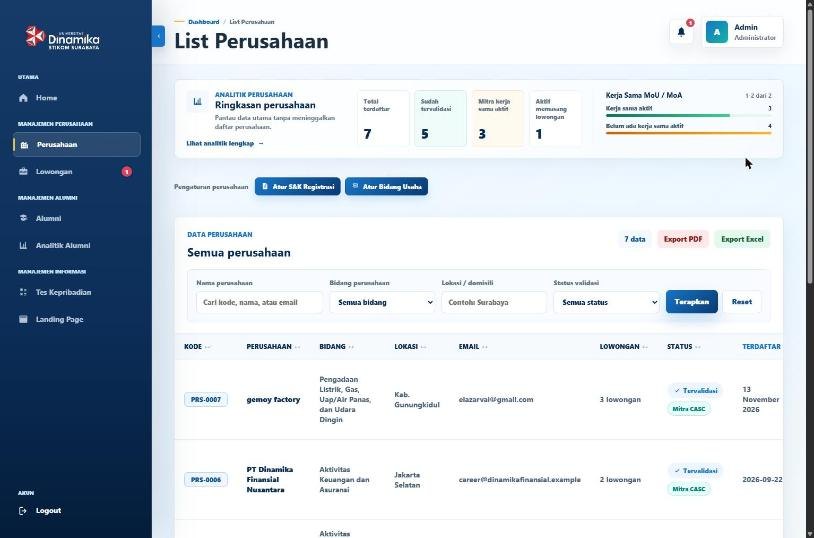 UNIVERSITAS
Dinamika
STIKOM SURABAYA
UTAMA
Home
MANAJEMEN PERUSAHAAN
Perusahaan
Lowongan
1
MANAJEMEN ALUMNI
Alumni
Analitik Alumni
MANAJEMEN INFORMASI
Tes Kepribadian
Landing Page
AKUN
Logout
Dashboard / List Perusahaan
List Perusahaan
A
Admin
Administrator
ANALITIK PERUSAHAAN
Ringkasan perusahaan
Pantau data utama tanpa meninggalkan
daftar perusahaan.
Lihat analitik lengkap →
Total
terdaftar
7
Sudah
tervalidasi
5
Mitra kerja
sama aktif
3
Aktif
memasang
lowongan
1
Kerja Sama MoU / MoA
1-2 dari 2
Kerja sama aktif
3
Belum ada kerja sama aktif
4
Pengaturan perusahaan
Atur S&K Registrasi
Atur Bidang Usaha
DATA PERUSAHAAN
Semua perusahaan
7 data
Export PDF
Export Excel
Nama perusahaan
Bidang perusahaan
Lokasi / domisili
Status validasi
Cari kode, nama, atau email
Semua bidang
Contoh: Surabaya
Semua status
Terapkan
Reset
KODE
PERUSAHAAN
BIDANG
LOKASI
EMAIL
LOWONGAN
STATUS
TERDAFTAR
PRS-0007
gemoy factory
Pengadaan
Listrik, Gas,
Uap/Air Panas,
dan Udara
Dingin
Kab.
Gunungkidul
elazarval@gmail.com
3 lowongan
✓ Tervalidasi
Mitra CASC
13
November
2026
PRS-0006
PT Dinamika
Finansial
Nusantara
Aktivitas
Keuangan dan
Asuransi
Jakarta
Selatan
career@dinamikafinansial.example
2 lowongan
✓ Tervalidasi
Mitra CASC
2026-09-22
Aktivitas